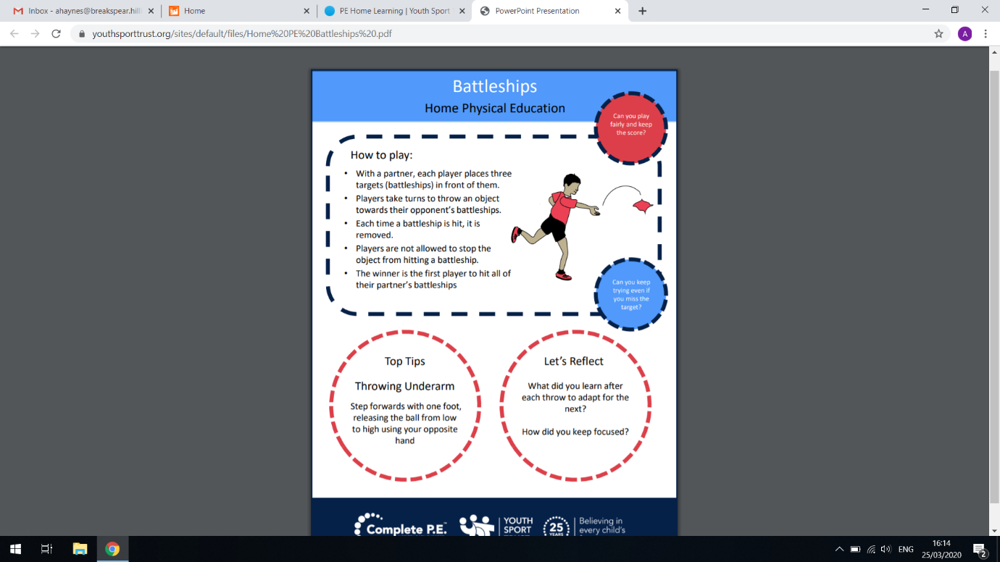 Inbox - ahaynes@breakspear.hill
Home
PE Home Learning | Youth Sport
PowerPoint Presentation
youthsporttrust.org/sites/default/files/Home%20PE%20Battleships%20.pdf
A
Battleships
Home Physical Education
Can you play
fairly and keep
the score?
How to play:
• With a partner, each player places three
targets (battleships) in front of them.
• Players take turns to throw an object
towards their opponent's battleships.
• Each time a battleship is hit, it is
removed.
• Players are not allowed to stop the
object from hitting a battleship.
• The winner is the first player to hit all of
their partner's battleships
Can you keep
trying even if
you miss the
target?
Top Tips
Throwing Underarm
Step forwards with one foot,
releasing the ball from low
to high using your opposite
hand
Let's Reflect
What did you learn after
each throw to adapt for the
next?
How did you keep focused?
Complete P.E.™
YOUTH
SPORT
25
YEARS
Believing in
every child's
ENG
16:14
25/03/2020
2